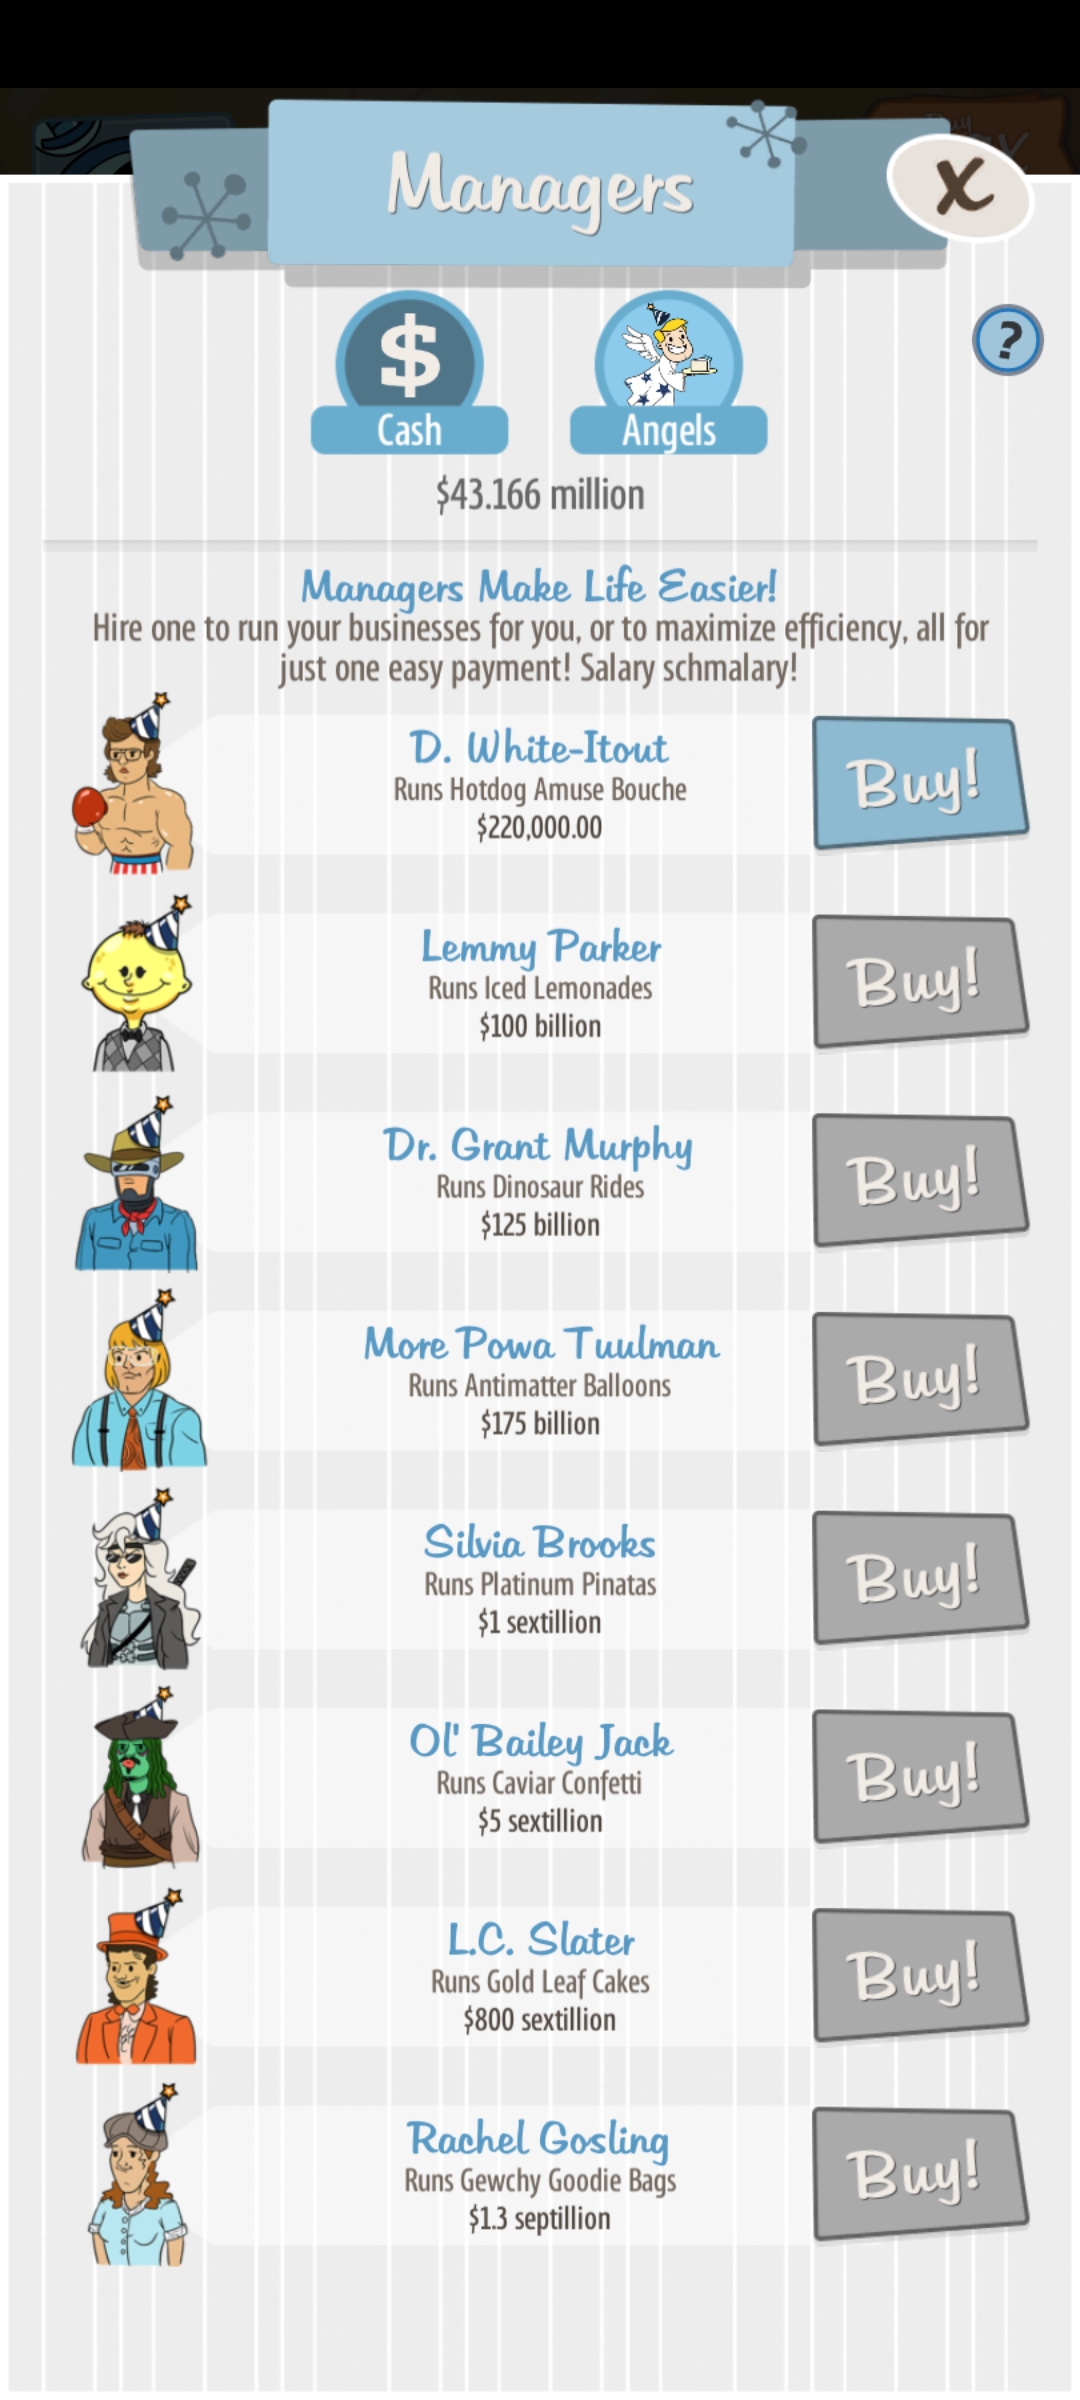 Managers
X
$
?
Cash
Angels
$43.166 million
Managers Make Life Easier!
Hire one to run your businesses for you, or to maximize efficiency, all for
just one easy payment! Salary schmalary!
D. White-Itout
Runs Hotdog Amuse Bouche
$220,000.00
Buy!
Lemmy Parker
Runs Iced Lemonades
$100 billion
Buy!
Dr. Grant Murphy
Runs Dinosaur Rides
$125 billion
Buy!
More Powa Tuulman
Runs Antimatter Balloons
$175 billion
Buy!
Silvia Brooks
Runs Platinum Pinatas
$1 sextillion
Buy!
Ol' Bailey Jack
Runs Caviar Confetti
$5 sextillion
Buy!
L.C. Slater
Runs Gold Leaf Cakes
$800 sextillion
Buy!
Rachel Gosling
Runs Gewchy Goodie Bags
$1.3 septillion
Buy!